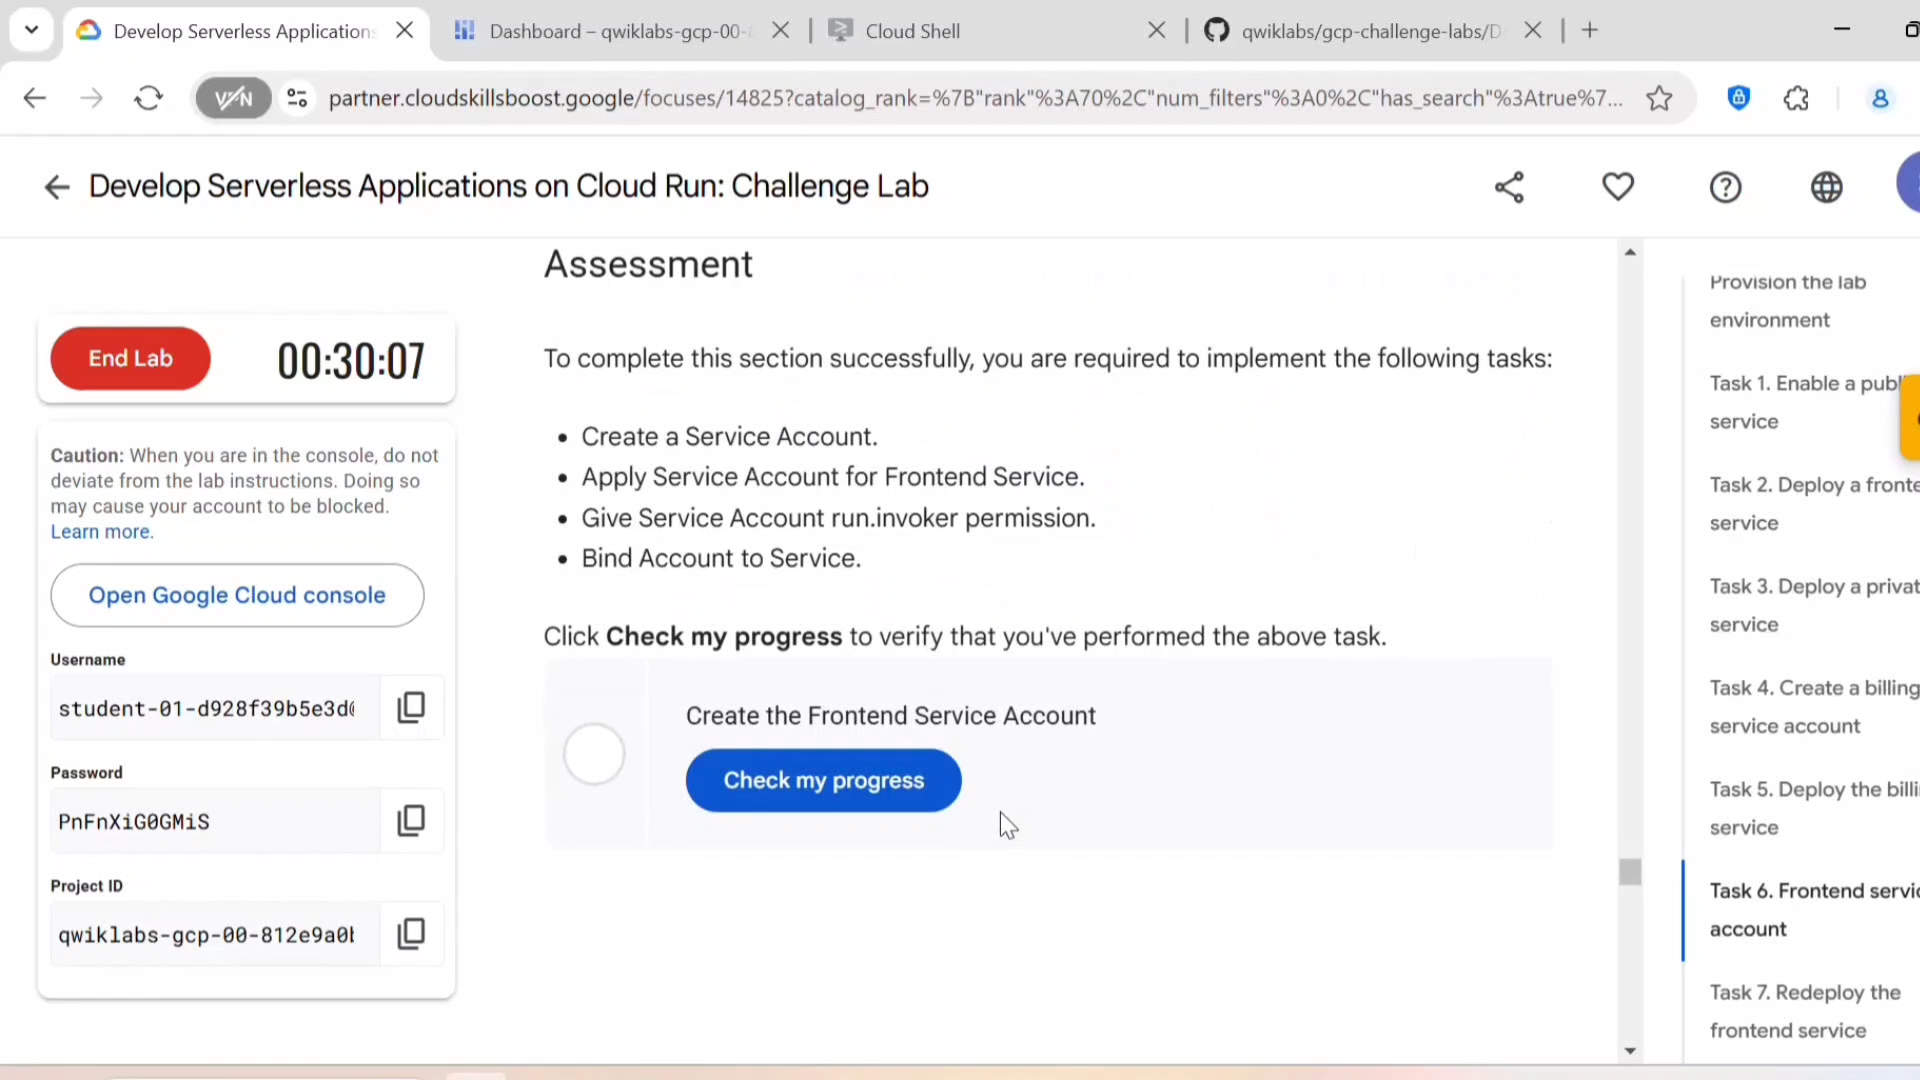 Develop Serverless Applications
Dashboard – qwiklabs-gcp-00-
Cloud Shell
qwiklabs/gcp-challenge-labs/D
VPN
partner.cloudskillsboost.google/focuses/14825?catalog_rank=%7B"rank"%3A70%2C"num_filters"%3A0%2C"has_search"%3Atrue%7...
Develop Serverless Applications on Cloud Run: Challenge Lab
End Lab
00:30:07
Caution: When you are in the console, do not
deviate from the lab instructions. Doing so
may cause your account to be blocked.
Learn more.
Open Google Cloud console
Username
student-01-d928f39b5e3d@
Password
PnFnXiG0GMiS
Project ID
qwiklabs-gcp-00-812e9a0b
Assessment
To complete this section successfully, you are required to implement the following tasks:
• Create a Service Account.
• Apply Service Account for Frontend Service.
• Give Service Account run.invoker permission.
• Bind Account to Service.
Click Check my progress to verify that you've performed the above task.
Create the Frontend Service Account
Check my progress
Provision the lab
environment
Task 1. Enable a publ
service
Task 2. Deploy a fronte
service
Task 3. Deploy a privat
service
Task 4. Create a billing
service account
Task 5. Deploy the billi
service
Task 6. Frontend servic
account
Task 7. Redeploy the
frontend service